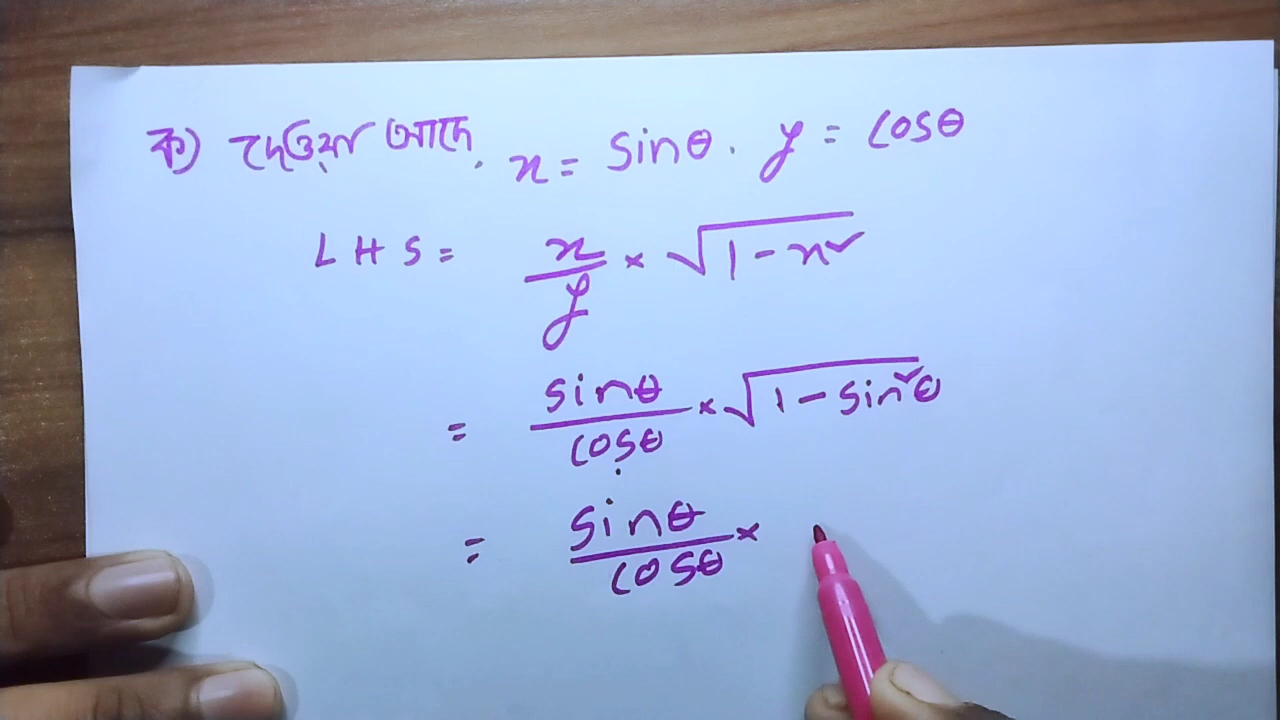 ক) দেওয়া আছে, x = sinθ . y = cosθ
LHS = x/y × √(1 - x²)
= sinθ/cosθ × √(1 - sin²θ)
= sinθ/cosθ ×